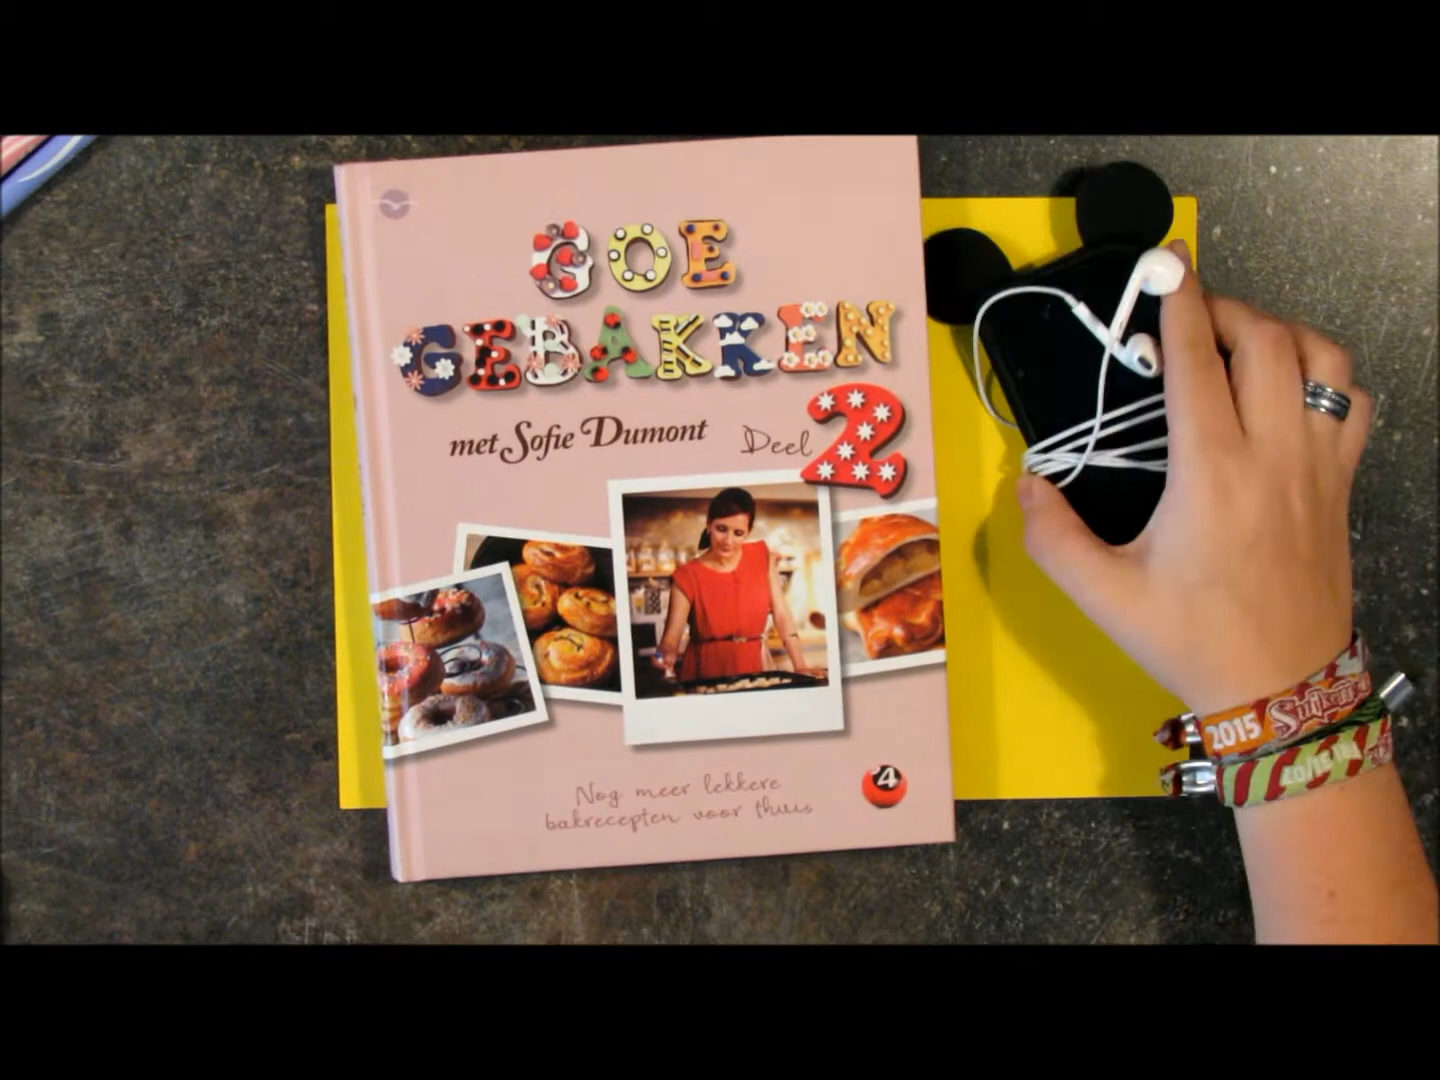 GOE
GEBAKKEN
met Sofie Dumont Deel 2
Nog meer lekkere
bakrecepten voor thuis
4
2015